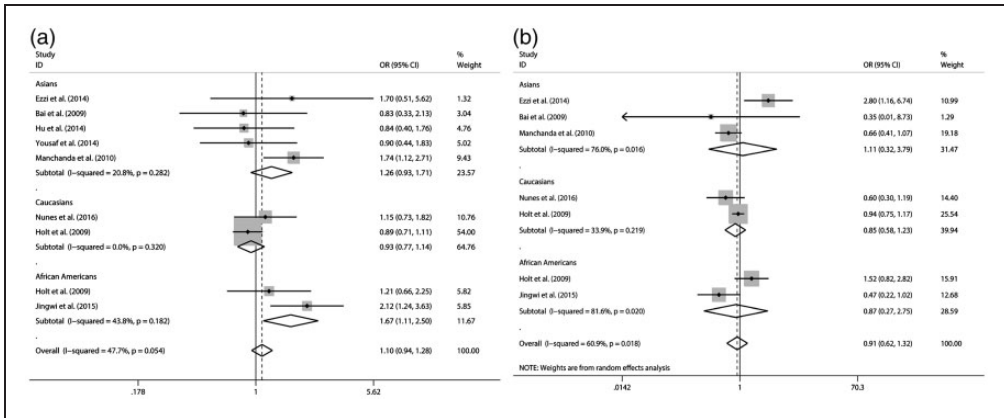 (a)
Study %
ID OR (95% CI) Weight
Asians
Ezzi et al. (2014) 1.70 (0.51, 5.62) 1.32
Bai et al. (2009) 0.83 (0.33, 2.13) 3.04
Hu et al. (2014) 0.84 (0.40, 1.76) 4.76
Yousaf et al. (2014) 0.90 (0.44, 1.83) 5.02
Manchanda et al. (2010) 1.74 (1.12, 2.71) 9.43
Subtotal (I-squared = 20.8%, p = 0.282) 1.26 (0.93, 1.71) 23.57
.
Caucasians
Nunes et al. (2016) 1.15 (0.73, 1.82) 10.76
Holt et al. (2009) 0.89 (0.71, 1.11) 54.00
Subtotal (I-squared = 0.0%, p = 0.320) 0.93 (0.77, 1.14) 64.76
.
African Americans
Holt et al. (2009) 1.21 (0.66, 2.25) 5.82
Jingwi et al. (2015) 2.12 (1.24, 3.63) 5.85
Subtotal (I-squared = 43.8%, p = 0.182) 1.67 (1.11, 2.50) 11.67
.
Overall (I-squared = 47.7%, p = 0.054) 1.10 (0.94, 1.28) 100.00
.178 1 5.62
(b)
Study %
ID OR (95% CI) Weight
Asians
Ezzi et al. (2014) 2.80 (1.16, 6.74) 10.99
Bai et al. (2009) 0.35 (0.01, 8.73) 1.29
Manchanda et al. (2010) 0.66 (0.41, 1.07) 19.18
Subtotal (I-squared = 76.0%, p = 0.016) 1.11 (0.32, 3.79) 31.47
.
Caucasians
Nunes et al. (2016) 0.60 (0.30, 1.19) 14.40
Holt et al. (2009) 0.94 (0.75, 1.17) 25.54
Subtotal (I-squared = 33.9%, p = 0.219) 0.85 (0.58, 1.23) 39.94
.
African Americans
Holt et al. (2009) 1.52 (0.82, 2.82) 15.91
Jingwi et al. (2015) 0.47 (0.22, 1.02) 12.68
Subtotal (I-squared = 81.6%, p = 0.020) 0.87 (0.27, 2.75) 28.59
.
Overall (I-squared = 60.9%, p = 0.018) 0.91 (0.62, 1.32) 100.00
NOTE: Weights are from random effects analysis
.0142 1 70.3